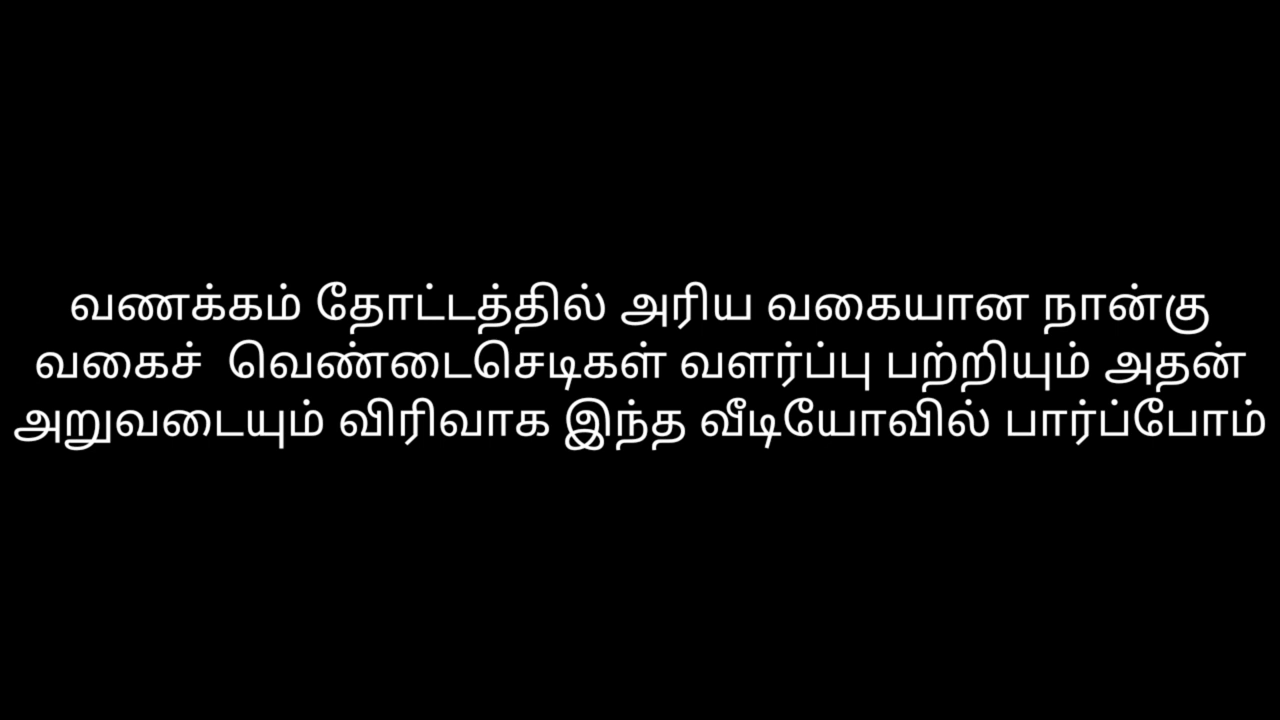 வணக்கம் தோட்டத்தில் அரிய வகையான நான்கு
வகைச்  வெண்டைசெடிகள் வளர்ப்பு பற்றியும் அதன்
அறுவடையும் விரிவாக இந்த வீடியோவில் பார்ப்போம்